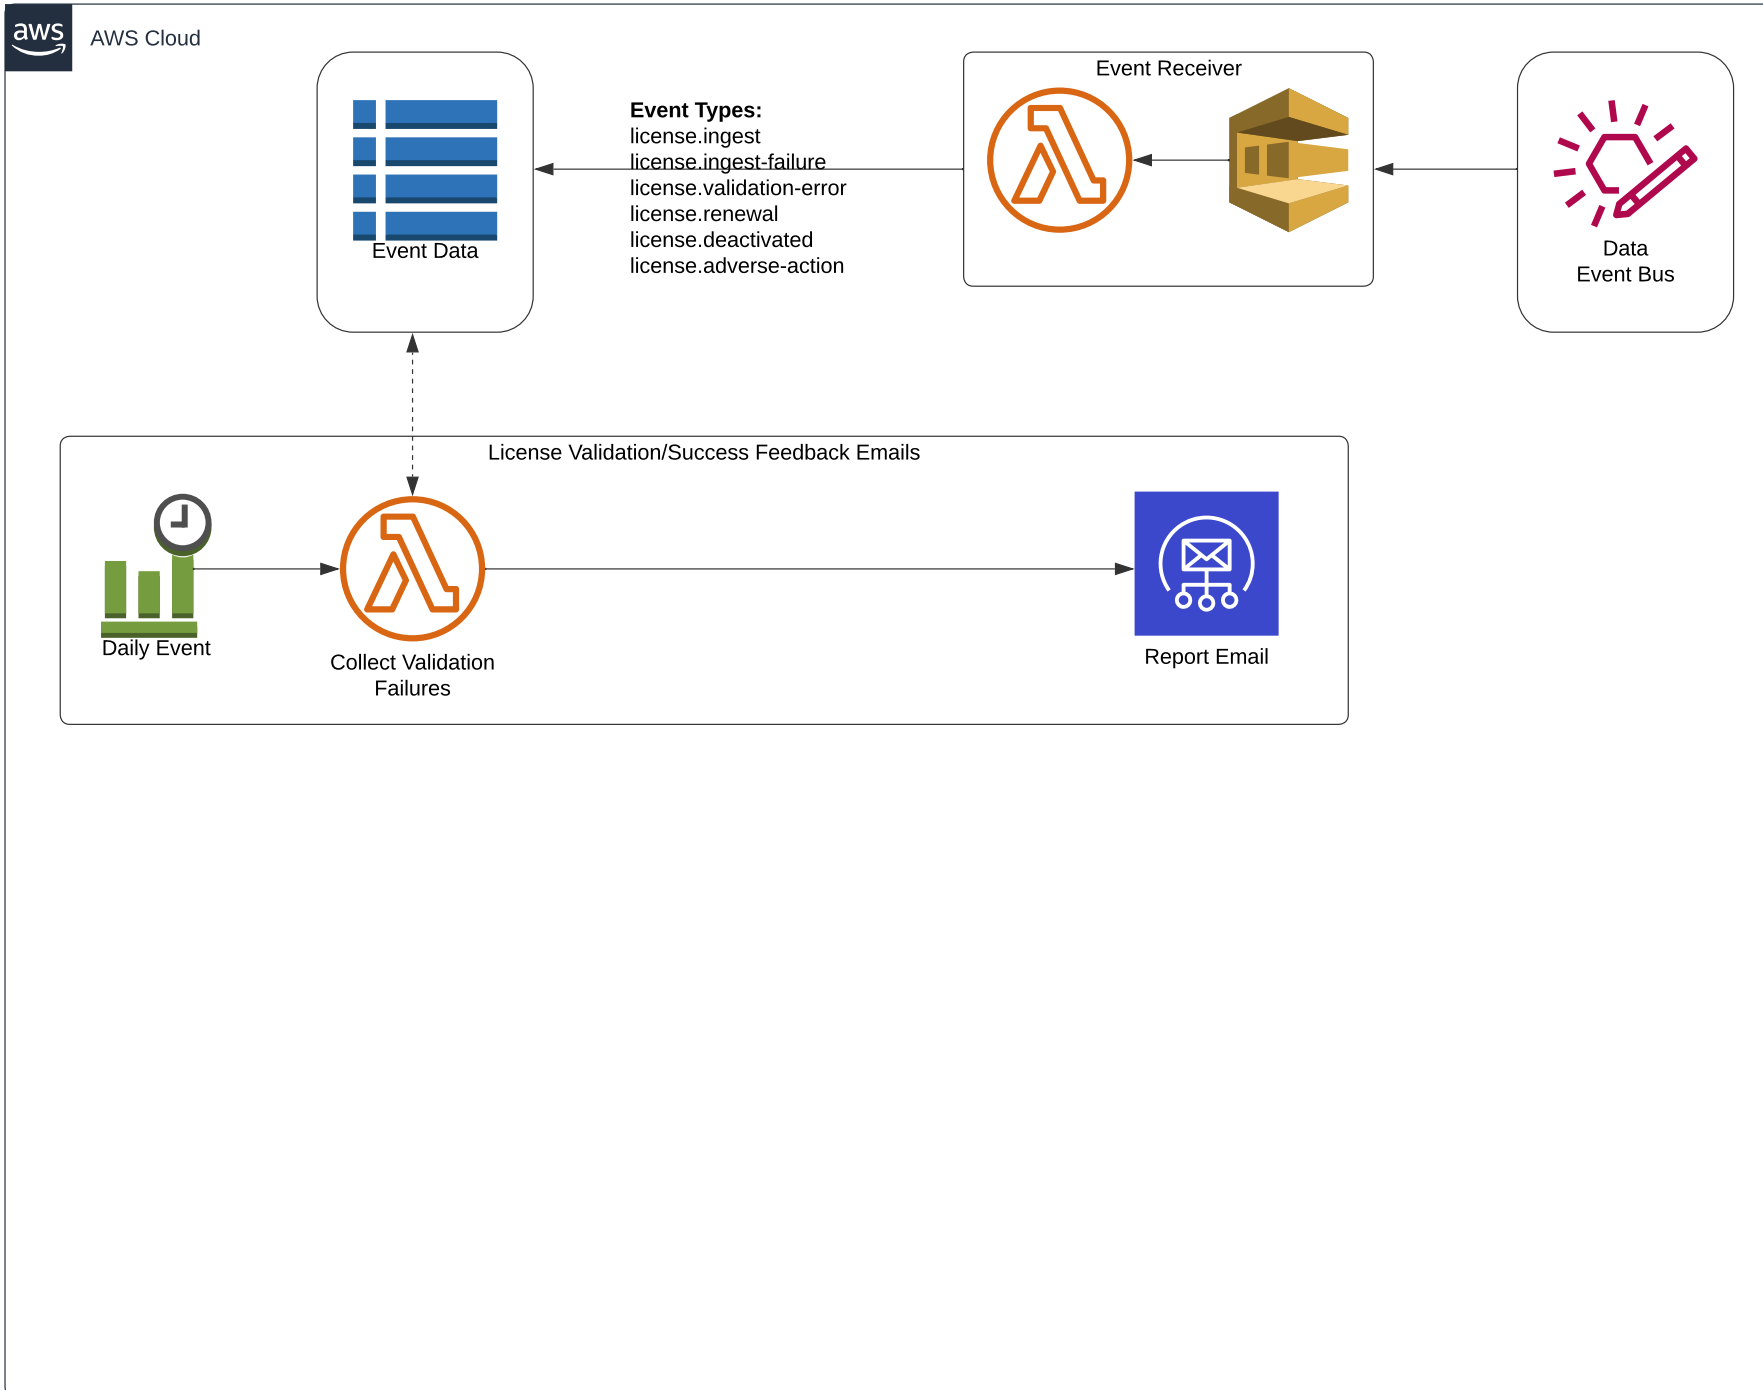 aws
AWS Cloud
Event Data
Event Types:
license.ingest
license.ingest-failure
license.validation-error
license.renewal
license.deactivated
license.adverse-action
Event Receiver
Data
Event Bus
License Validation/Success Feedback Emails
Daily Event
Collect Validation
Failures
Report Email